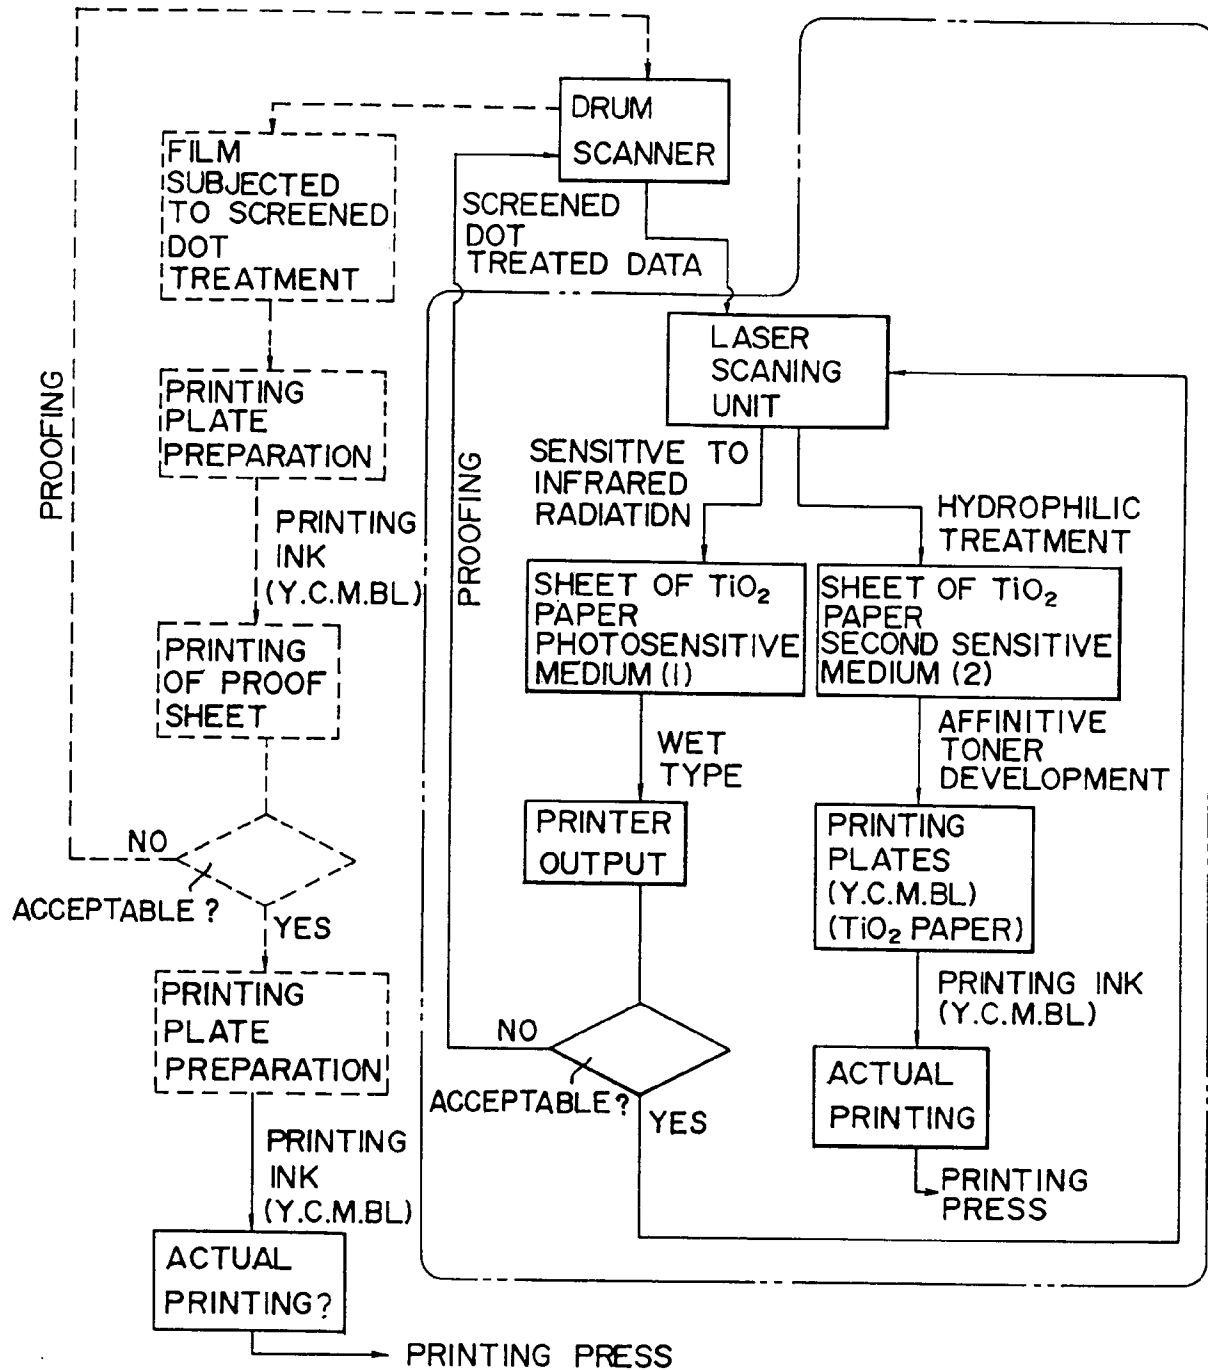 DRUM
SCANNER
FILM
SUBJECTED
TO SCREENED
DOT
TREATMENT
SCREENED
DOT
TREATED DATA
LASER
SCANING
UNIT
PROOFING
PRINTING
PLATE
PREPARATION
PRINTING
INK
(Y.C.M.BL)
PRINTING
OF PROOF
SHEET
NO
ACCEPTABLE?
YES
PRINTING
PLATE
PREPARATION
PRINTING
INK
(Y.C.M.BL)
ACTUAL
PRINTING?
PRINTING PRESS
PROOFING
SENSITIVE TO
INFRARED
RADIATIDN
SHEET OF TiO₂
PAPER
PHOTOSENSITIVE
MEDIUM (1)
WET
TYPE
PRINTER
OUTPUT
NO
ACCEPTABLE?
YES
HYDROPHILIC
TREATMENT
SHEET OF TiO₂
PAPER
SECOND SENSITIVE
MEDIUM (2)
AFFINITIVE
TONER
DEVELOPMENT
PRINTING
PLATES
(Y.C.M.BL)
(TiO₂ PAPER)
PRINTING INK
(Y.C.M.BL)
ACTUAL
PRINTING
PRINTING
PRESS